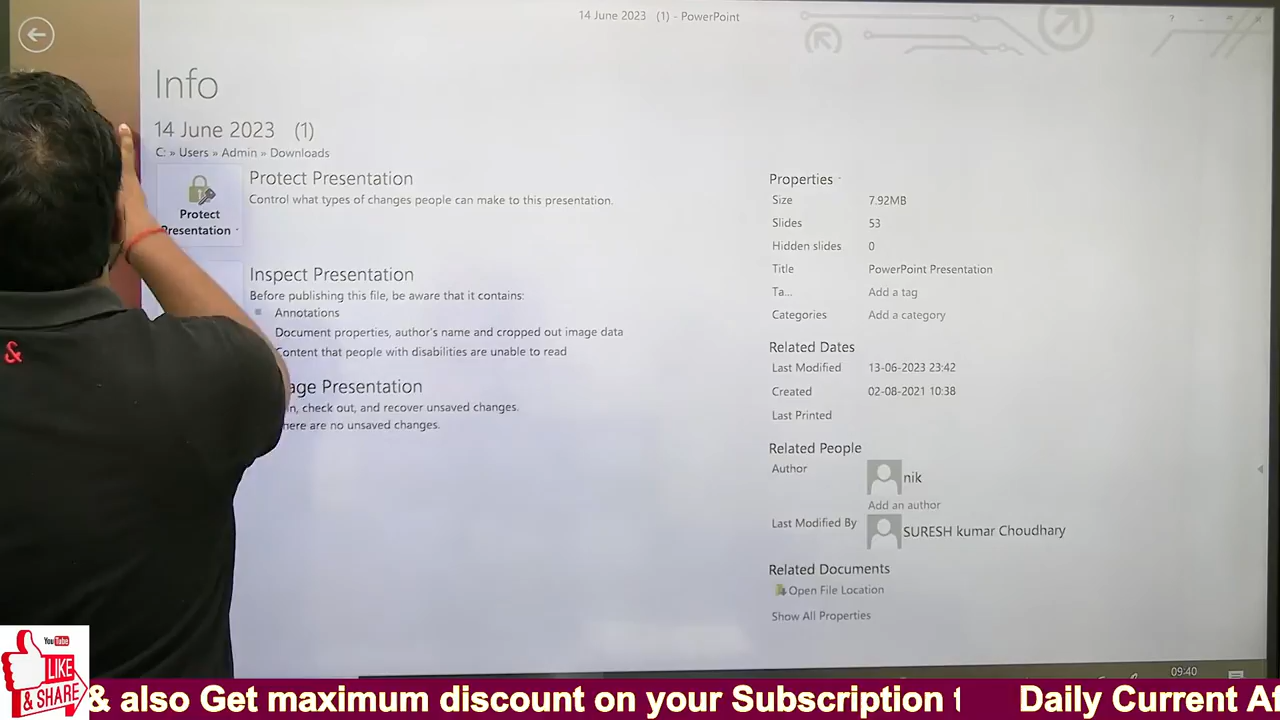 14 June 2023 (1) - PowerPoint
Info
14 June 2023 (1)
C: » Users » Admin » Downloads
Protect Presentation
Protect Presentation
Control what types of changes people can make to this presentation.
Inspect Presentation
Before publishing this file, be aware that it contains:
Annotations
Document properties, author's name and cropped out image data
Content that people with disabilities are unable to read
age Presentation
in, check out, and recover unsaved changes.
here are no unsaved changes.
Properties
Size 7.92MB
Slides 53
Hidden slides 0
Title PowerPoint Presentation
Ta... Add a tag
Categories Add a category
Related Dates
Last Modified 13-06-2023 23:42
Created 02-08-2021 10:38
Last Printed
Related People
Author nik
Add an author
Last Modified By SURESH kumar Choudhary
Related Documents
Open File Location
Show All Properties
09:40
&
YouTube
LIKE
& SHARE
& also Get maximum discount on your Subscription t Daily Current Af